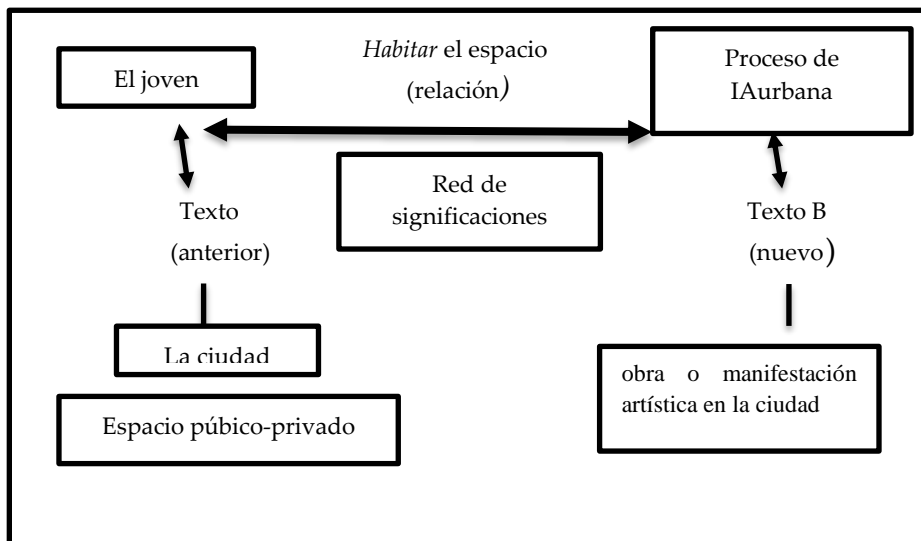 El joven
Habitar el espacio
(relación)
Proceso de
IAurbana
Red de
significaciones
Texto
(anterior)
Texto B
(nuevo)
La ciudad
Espacio púbico-privado
obra o manifestación
artística en la ciudad